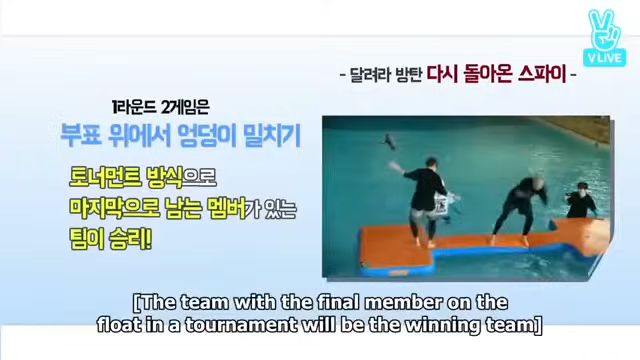 V LIVE
- 달려라 방탄 다시 돌아온 스파이 -
1라운드 2게임은
부표 위에서 엉덩이 밀치기
토너먼트 방식으로
마지막으로 남는 멤버가 있는
팀이 승리!
[The team with the final member on the
float in a tournament will be the winning team]